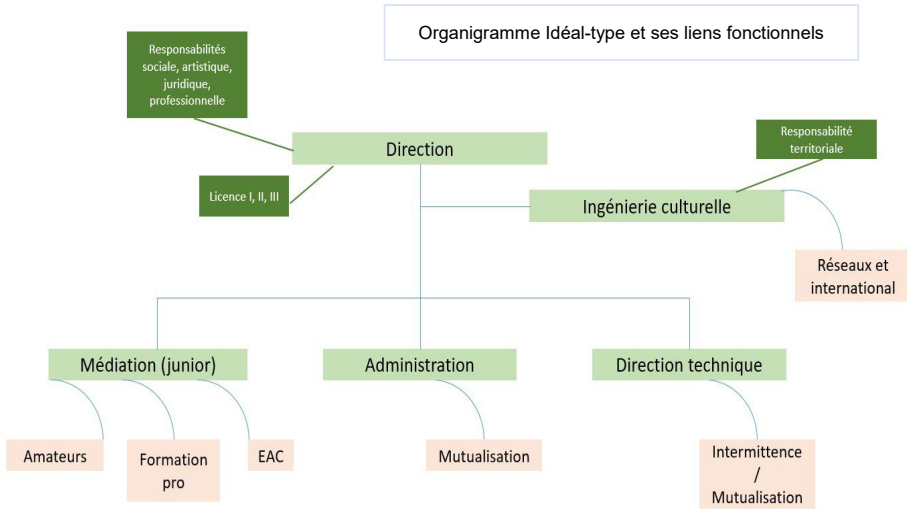 Organigramme Idéal-type et ses liens fonctionnels
Responsabilités
sociale, artistique,
juridique,
professionnelle
Direction
Responsabilité
territoriale
Licence I, II, III
Ingénierie culturelle
Réseaux et
international
Médiation (junior)
Administration
Direction technique
Amateurs
Formation
pro
EAC
Mutualisation
Intermittence
/
Mutualisation